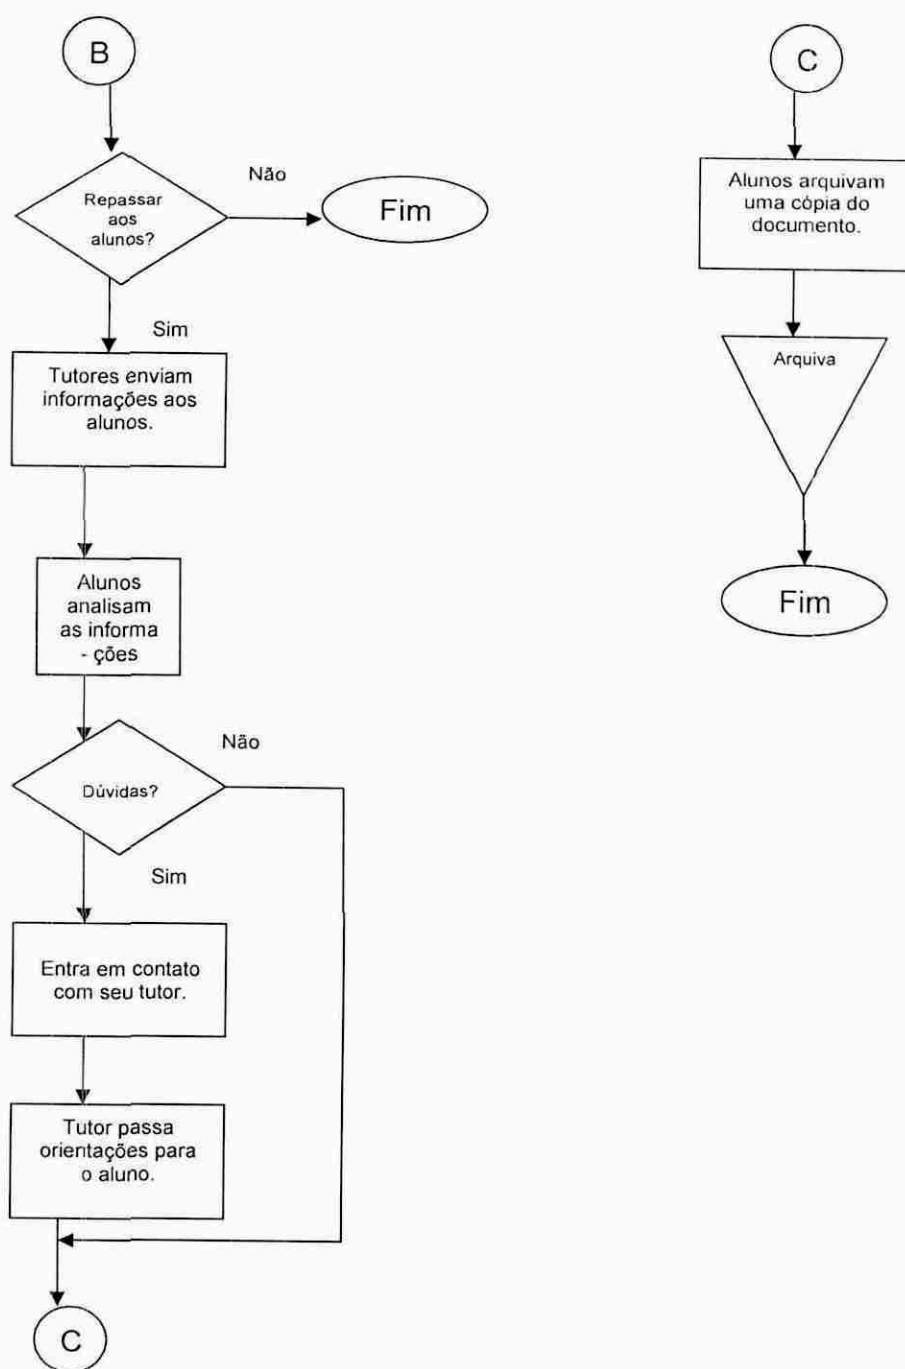 B
Não
Repassar
aos
alunos?
Fim
Sim
Tutores enviam
informações aos
alunos.
Alunos
analisam
as informa
- ções
Não
Dúvidas?
Sim
Entra em contato
com seu tutor.
Tutor passa
orientações para
o aluno.
C
C
Alunos arquivam
uma cópia do
documento.
Arquiva
Fim